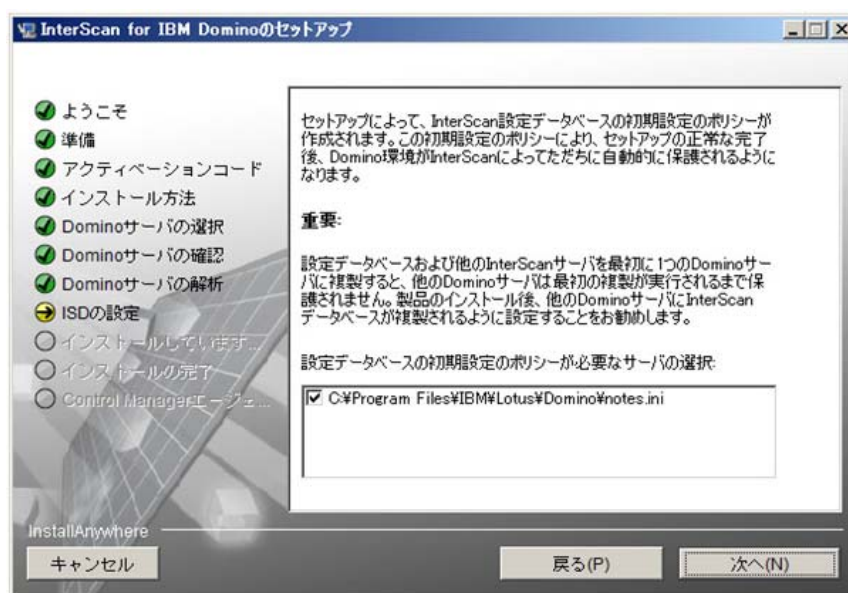 InterScan for IBM Dominoのセットアップ
ようこそ
準備
アクティベーションコード
インストール方法
Dominoサーバの選択
Dominoサーバの確認
Dominoサーバの解析
ISDの設定
インストールしています...
インストールの完了
Control Managerエージェ...
セットアップによって、InterScan設定データベースの初期設定のポリシーが
作成されます。この初期設定のポリシーにより、セットアップの正常な完了
後、Domino環境がInterScanによってただちに自動的に保護されるように
なります。
重要:
設定データベースおよび他のInterScanサーバを最初に1つのDominoサー
バに複製すると、他のDominoサーバは最初の複製が実行されるまで保
護されません。製品のインストール後、他のDominoサーバにInterScan
データベースが複製されるように設定することをお勧めします。
設定データベースの初期設定のポリシーが必要なサーバの選択:
C:¥Program Files¥IBM¥Lotus¥Domino¥notes.ini
InstallAnywhere
キャンセル
戻る(P)
次へ(N)